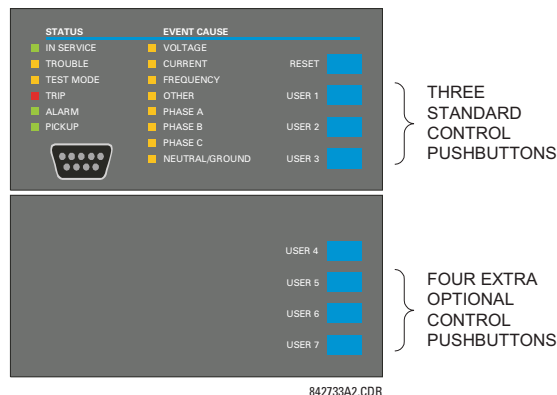 STATUS
IN SERVICE
TROUBLE
TEST MODE
TRIP
ALARM
PICKUP
EVENT CAUSE
VOLTAGE
CURRENT
FREQUENCY
OTHER
PHASE A
PHASE B
PHASE C
NEUTRAL/GROUND
RESET
USER 1
USER 2
USER 3
THREE
STANDARD
CONTROL
PUSHBUTTONS
USER 4
USER 5
USER 6
USER 7
FOUR EXTRA
OPTIONAL
CONTROL
PUSHBUTTONS
842733A2.CDR